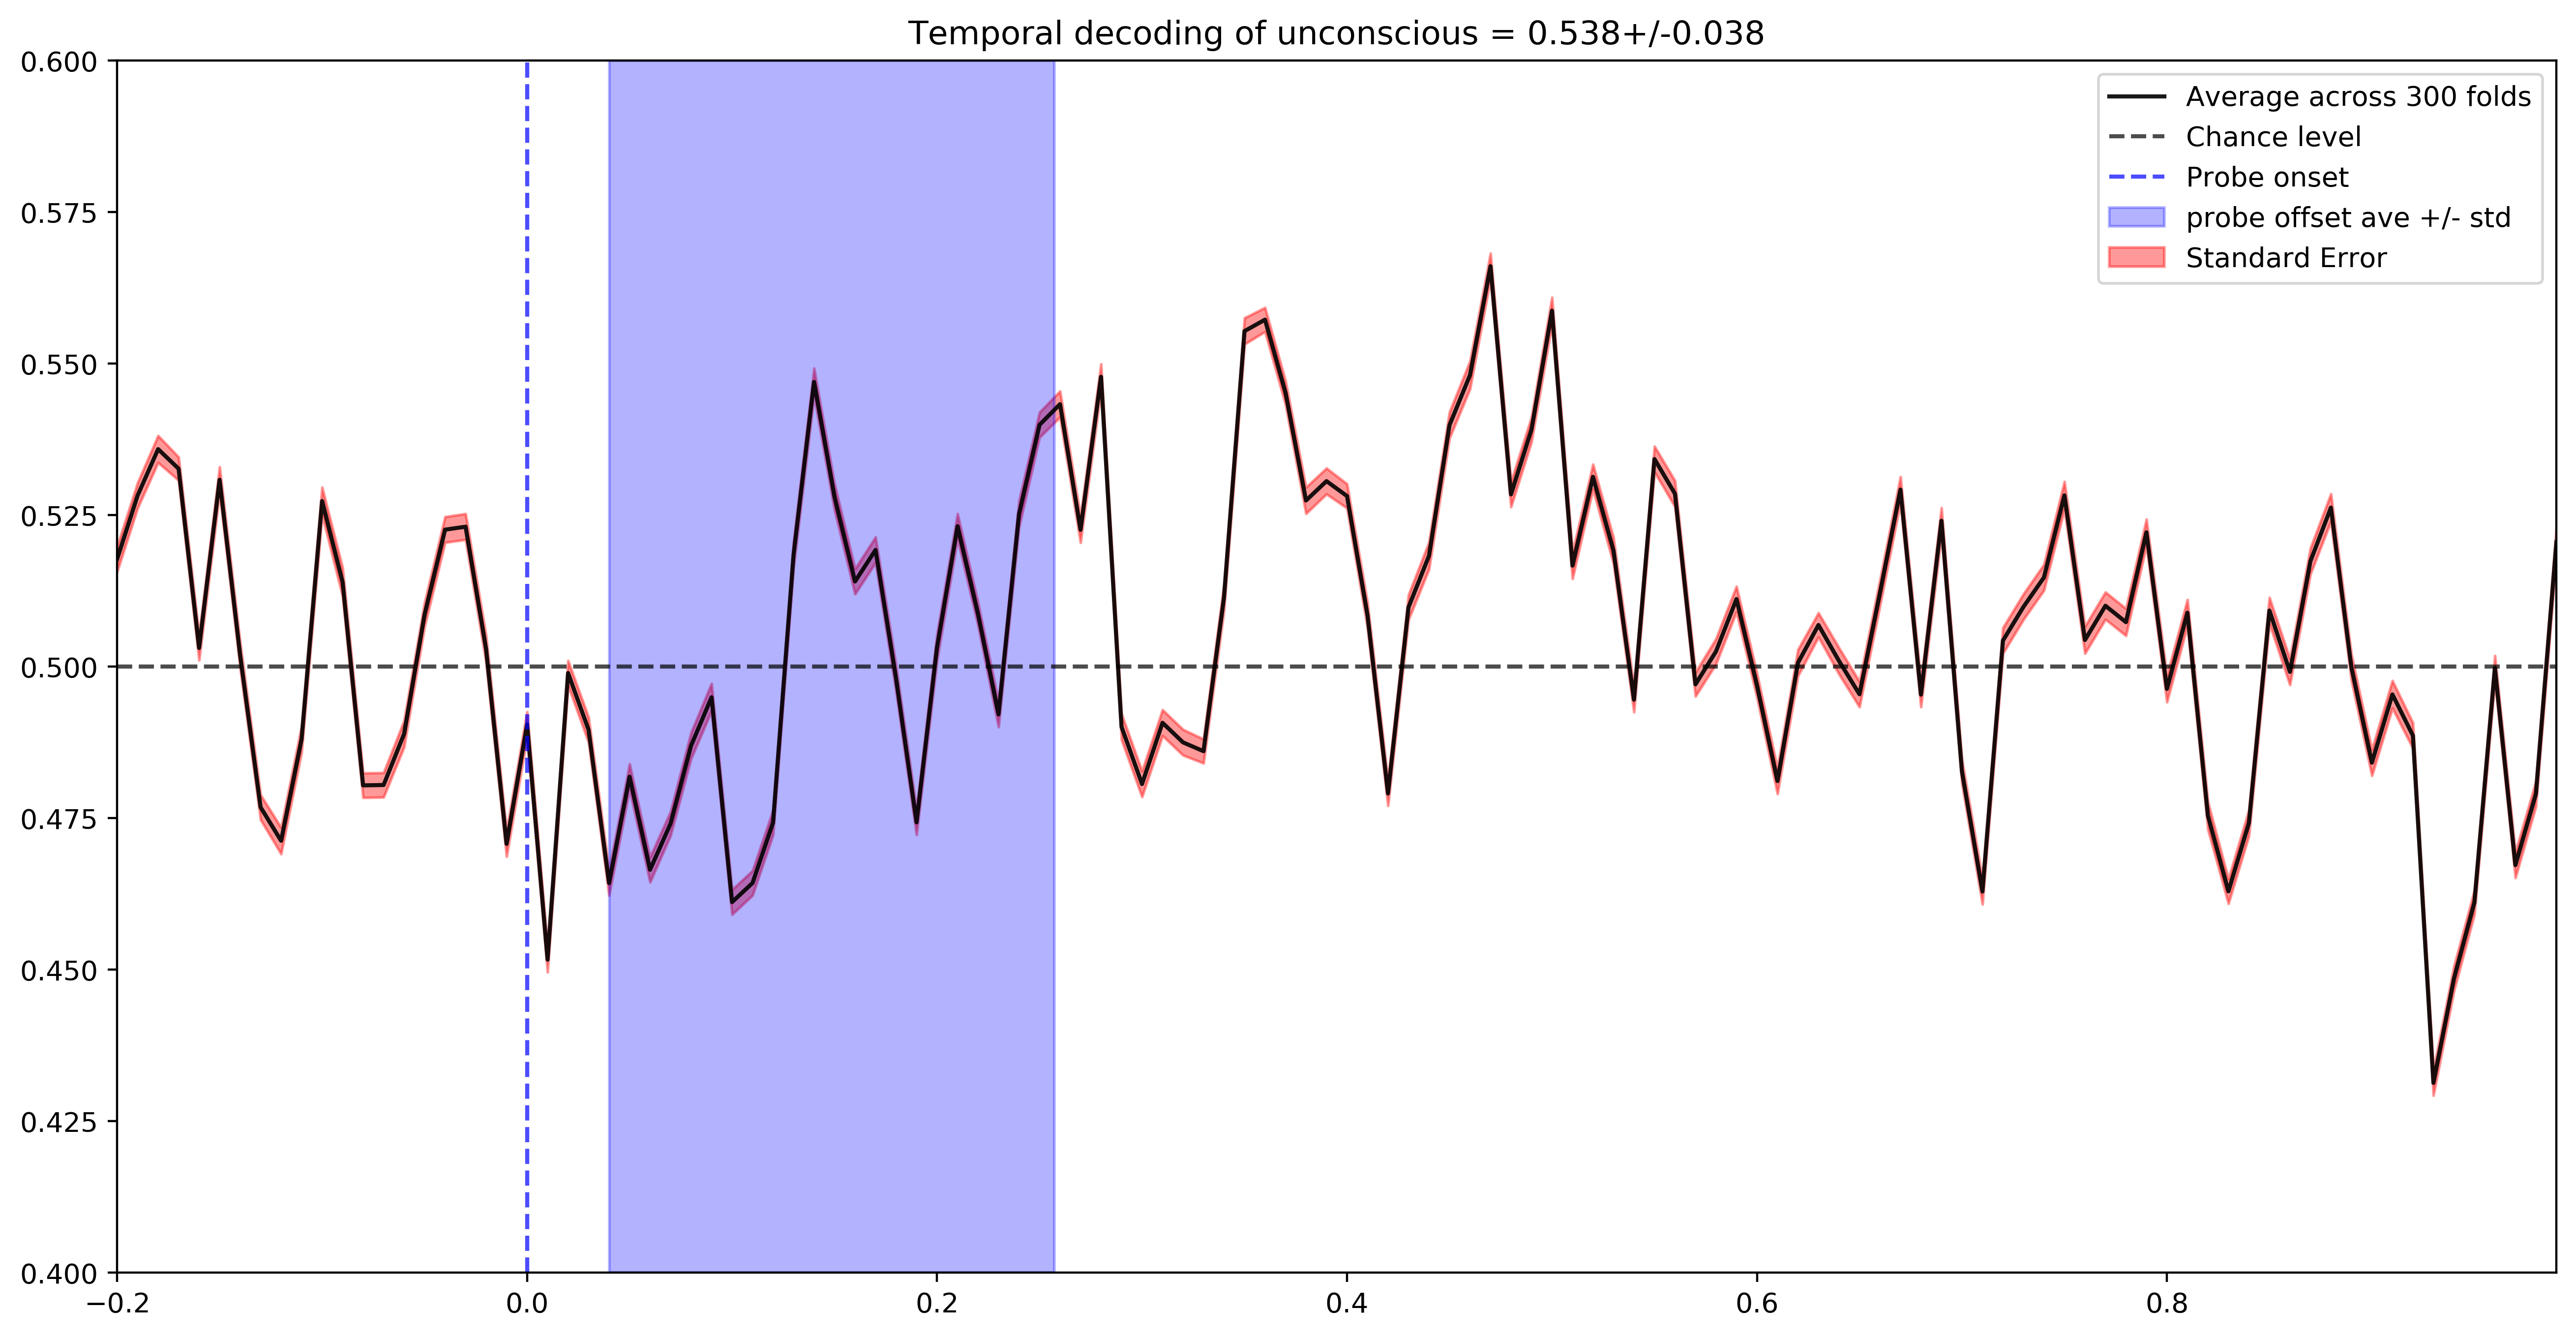 Temporal decoding of unconscious = 0.538+/-0.038
0.600
0.575
0.550
0.525
0.500
0.475
0.450
0.425
0.400
−0.2
0.0
0.2
0.4
0.6
0.8
Average across 300 folds
Chance level
Probe onset
probe offset ave +/- std
Standard Error